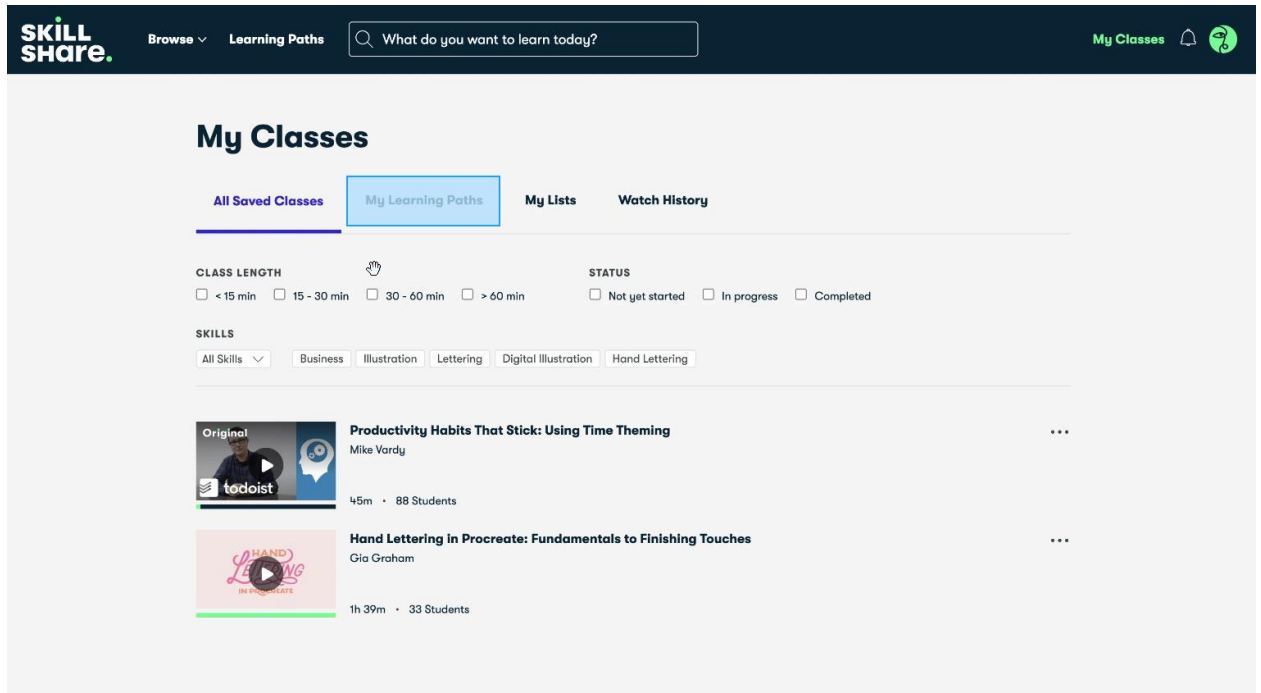 SKILL
SHare.
Browse
Learning Paths
What do you want to learn today?
My Classes
My Classes
All Saved Classes
My Learning Paths
My Lists
Watch History
CLASS LENGTH
< 15 min
15 - 30 min
30 - 60 min
> 60 min
STATUS
Not yet started
In progress
Completed
SKILLS
All Skills
Business
Illustration
Lettering
Digital Illustration
Hand Lettering
Original
todoist
Productivity Habits That Stick: Using Time Theming
Mike Vardy
45m • 88 Students
HAND
LETTERING
IN PROCREATE
Hand Lettering in Procreate: Fundamentals to Finishing Touches
Gia Graham
1h 39m • 33 Students